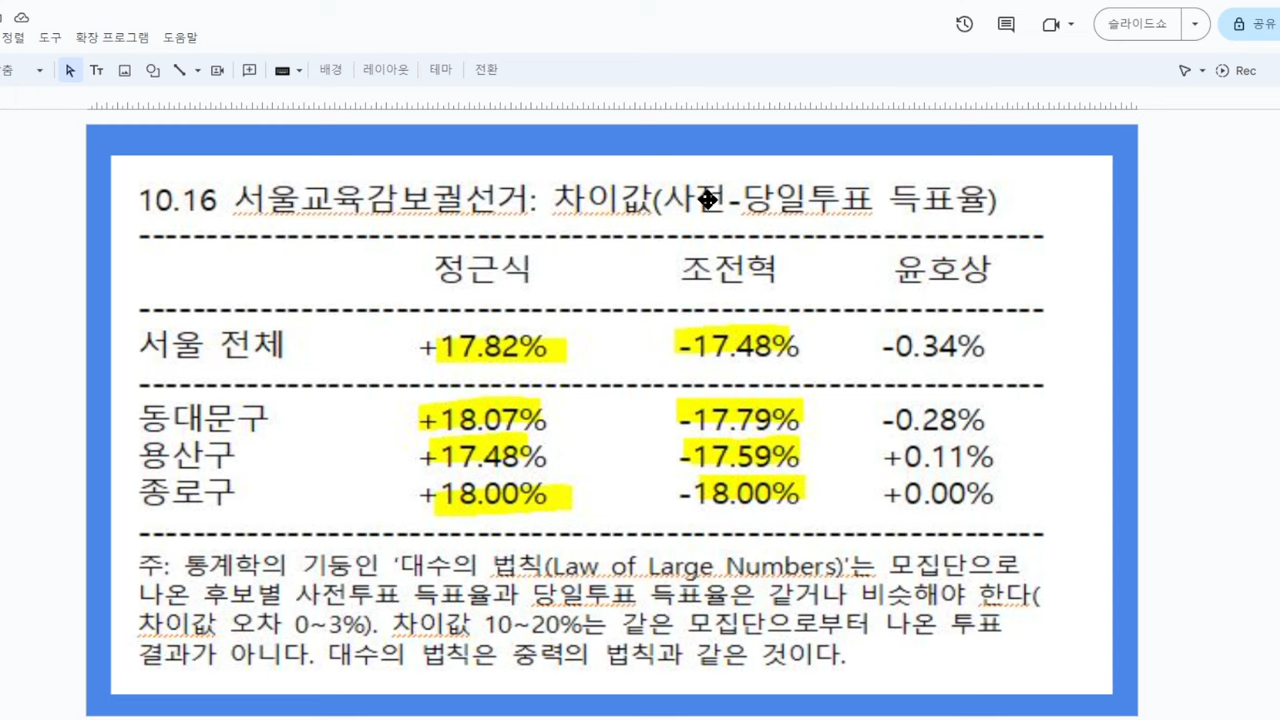 정렬 도구 확장 프로그램 도움말
슬라이드쇼
공유
배경 레이아웃 테마 전환
Rec
10.16 서울교육감보궐선거: 차이값(사전-당일투표 득표율)
정근식 조전혁 윤호상
서울 전체 +17.82% -17.48% -0.34%
동대문구 +18.07% -17.79% -0.28%
용산구 +17.48% -17.59% +0.11%
종로구 +18.00% -18.00% +0.00%
주: 통계학의 기둥인 '대수의 법칙(Law of Large Numbers)'는 모집단으로
나온 후보별 사전투표 득표율과 당일투표 득표율은 같거나 비슷해야 한다(
차이값 오차 0~3%). 차이값 10~20%는 같은 모집단으로부터 나온 투표
결과가 아니다. 대수의 법칙은 중력의 법칙과 같은 것이다.